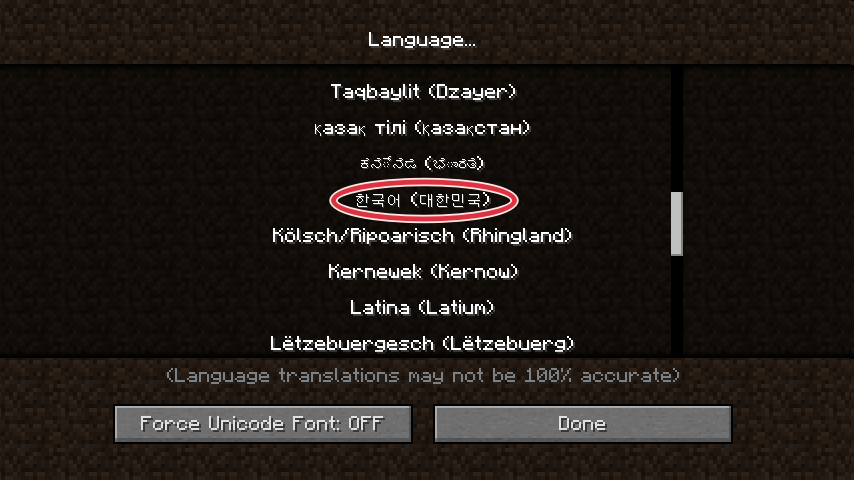 Language...
Taqbaylit (Dzayer)
қазақ тілі (қазақстан)
ಕನ್ನಡ (ಭಾರತ)
한국어 (대한민국)
Kölsch/Ripoarisch (Rhingland)
Kernewek (Kernow)
Latina (Latium)
Lëtzebuergesch (Lëtzebuerg)
(Language translations may not be 100% accurate)
Force Unicode Font: OFF
Done